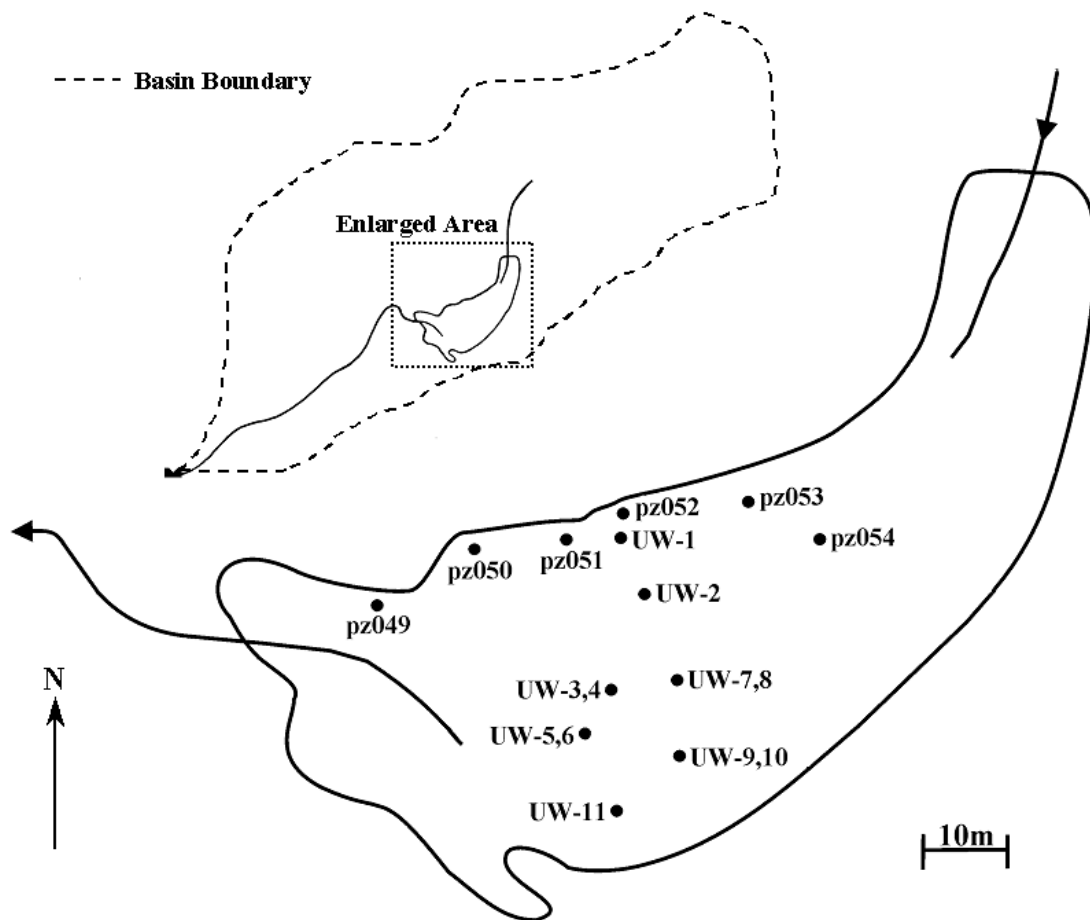 Basin Boundary
Enlarged Area
pz052
pz053
UW-1
pz054
pz051
pz050
UW-2
pz049
N
UW-3,4
UW-7,8
UW-5,6
UW-9,10
UW-11
10m